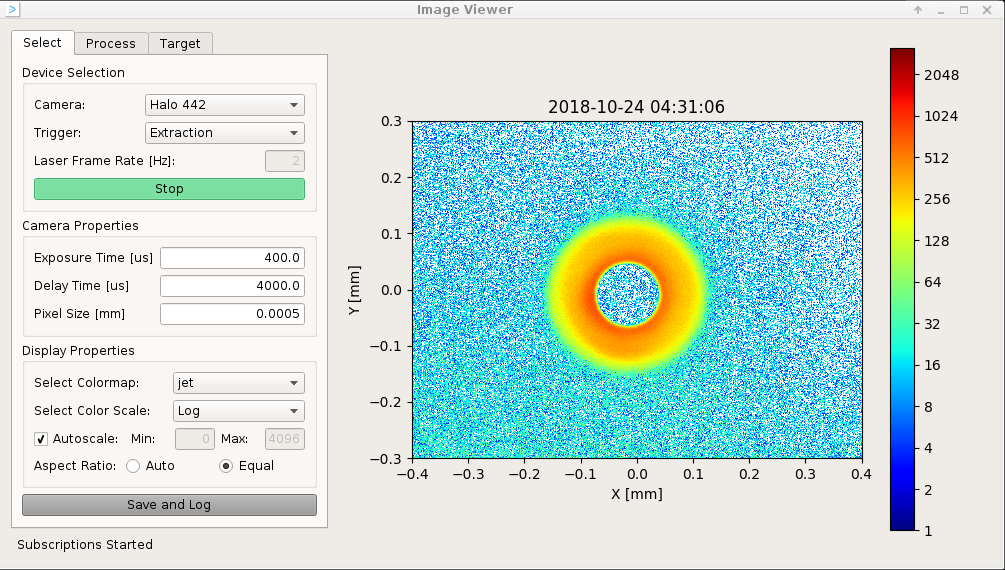 Image Viewer
Select Process Target
Device Selection
Camera: Halo 442
Trigger: Extraction
Laser Frame Rate [Hz]: 2
Stop
Camera Properties
Exposure Time [us] 400.0
Delay Time [us] 4000.0
Pixel Size [mm] 0.0005
Display Properties
Select Colormap: jet
Select Color Scale: Log
Autoscale: Min: 0 Max: 4096
Aspect Ratio: Auto Equal
Save and Log
Subscriptions Started
2018-10-24 04:31:06
0.3
0.2
0.1
0.0
−0.1
−0.2
−0.3
Y [mm]
−0.4 −0.3 −0.2 −0.1 0.0 0.1 0.2 0.3 0.4
X [mm]
2048
1024
512
256
128
64
32
16
8
4
2
1